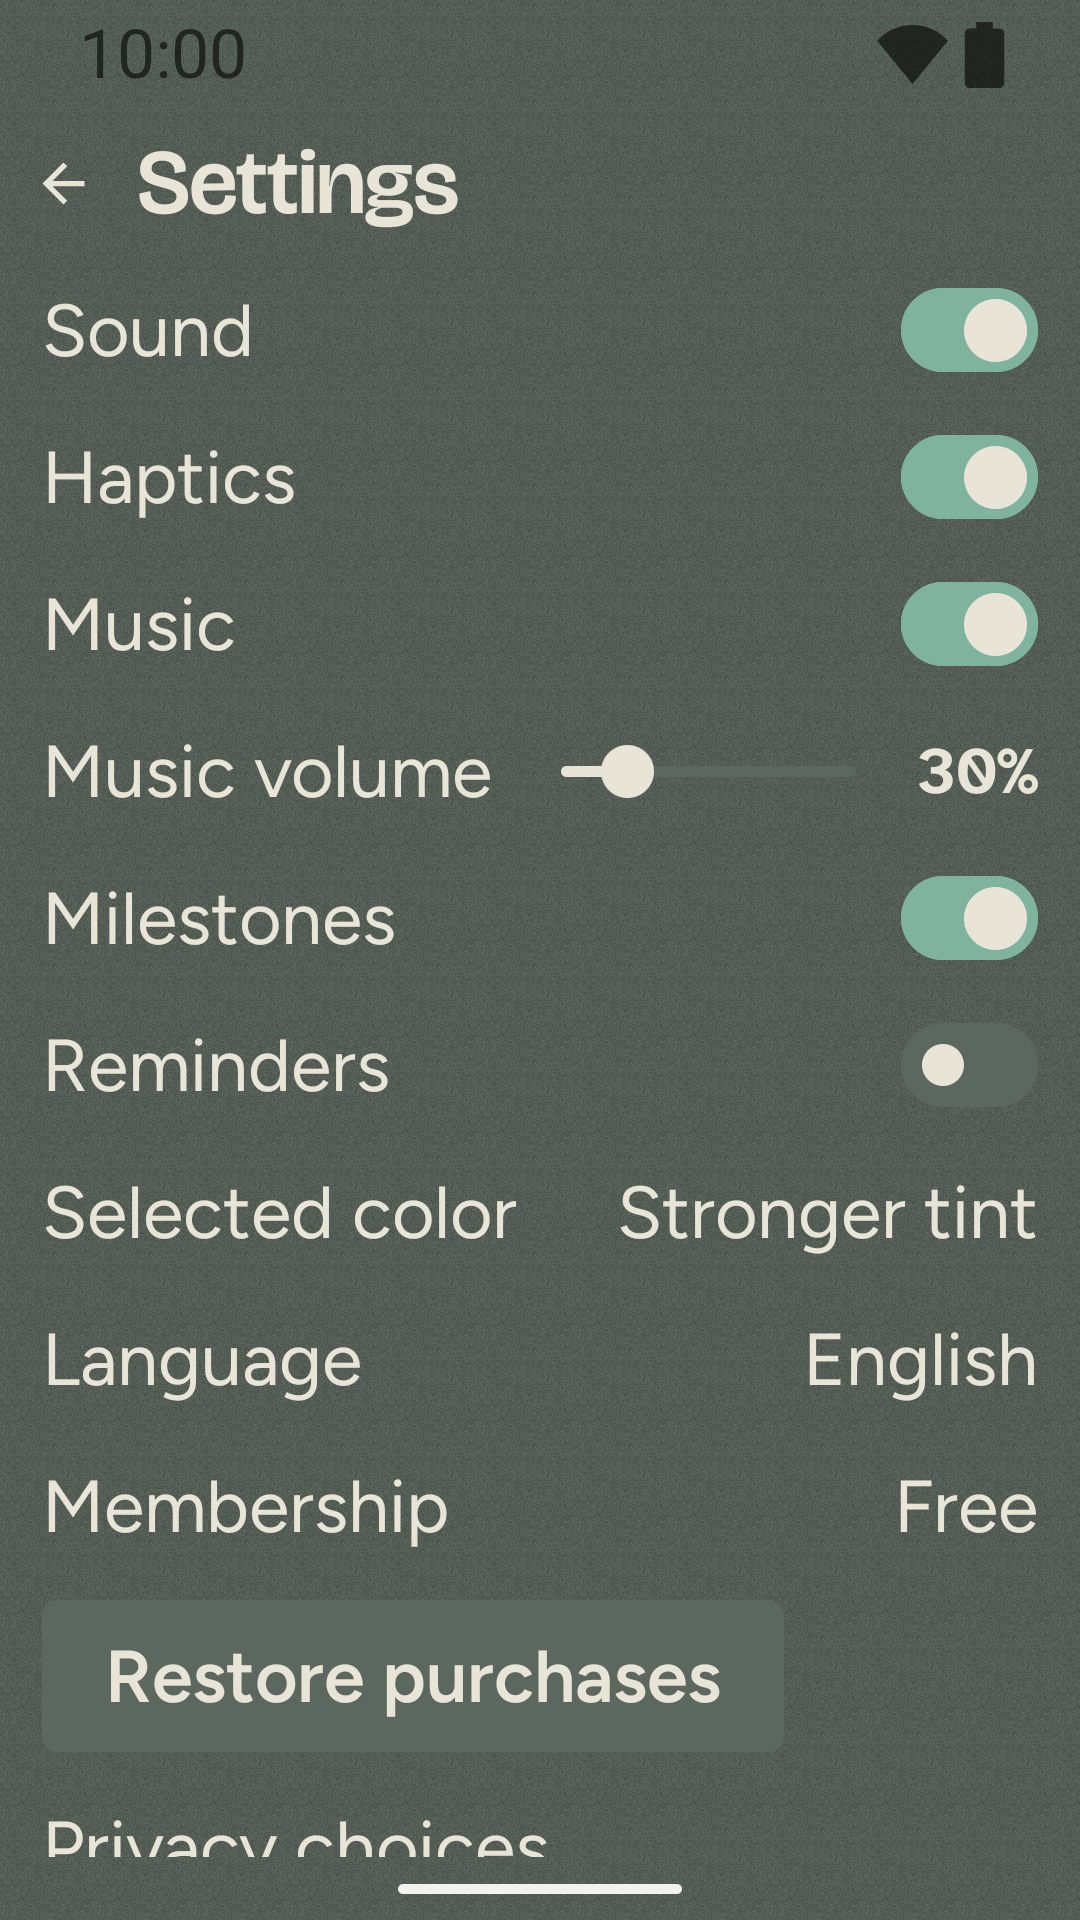 10:00
Settings
Sound
Haptics
Music
Music volume 30%
Milestones
Reminders
Selected color Stronger tint
Language English
Membership Free
Restore purchases
Privacy choices